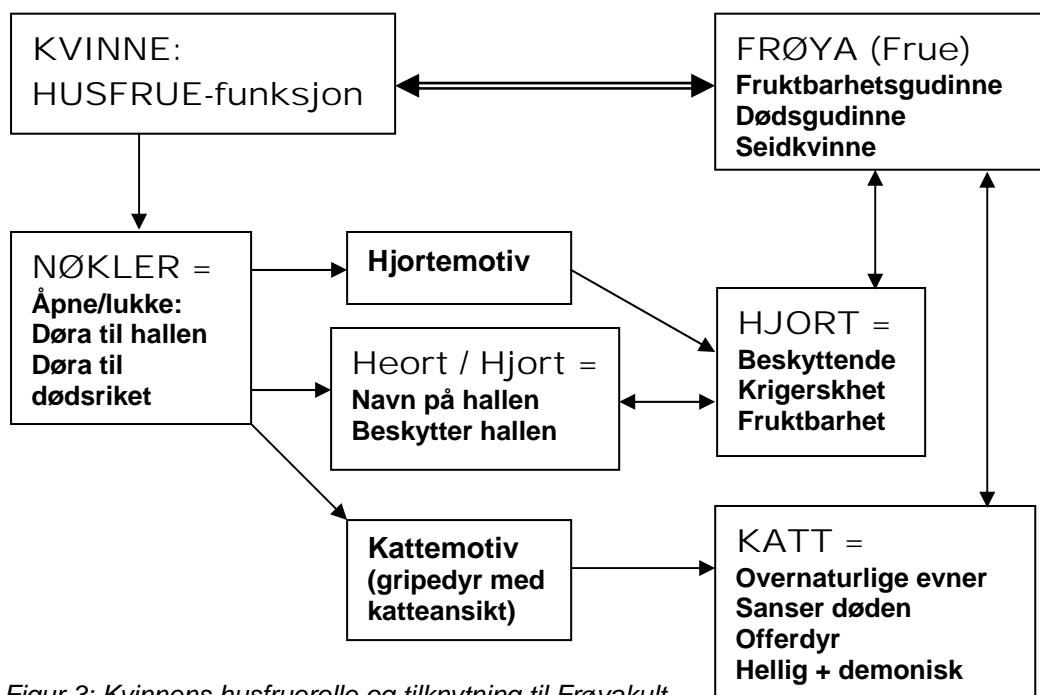 KVINNE:
HUSFRUE-funksjon
FRØYA (Frue)
Fruktbarhetsgudinne
Dødsgudinne
Seidkvinne
NØKLER =
Åpne/lukke:
Døra til hallen
Døra til
dødsriket
Hjortemotiv
Heort / Hjort =
Navn på hallen
Beskytter hallen
HJORT =
Beskyttende
Krigerskhet
Fruktbarhet
Kattemotiv
(gripedyr med
katteansikt)
KATT =
Overnaturlige evner
Sanser døden
Offerdyr
Hellig + demonisk
Figur 3: Kvinnens husfruerolle og tilknytning til Frøyakult